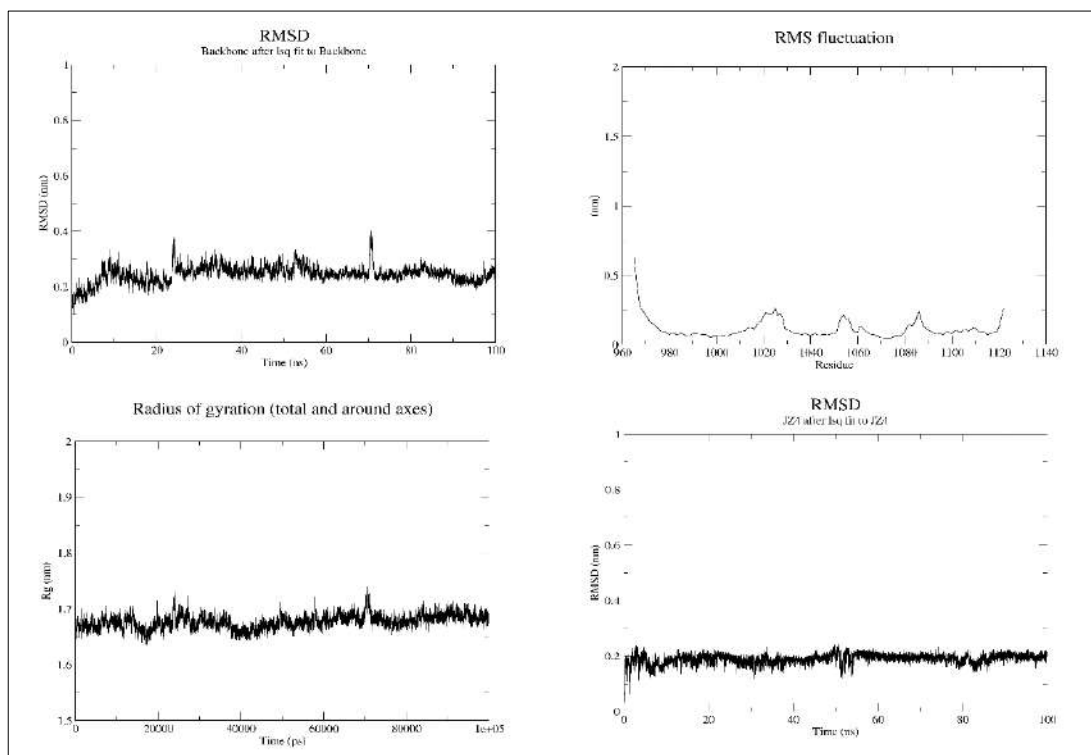 RMSD
Backbone after lsq fit to Backbone
1
0.8
0.6
0.4
0.2
0
RMSD (nm)
0 20 40 60 80 100
Time (ns)
RMS fluctuation
2
1.5
1
0.5
0
(nm)
960 980 1000 1020 1040 1060 1080 1100 1120 1140
Residue
Radius of gyration (total and around axes)
2
1.9
1.8
1.7
1.6
1.5
Rg (nm)
0 20000 40000 60000 80000 1e+05
Time (ps)
RMSD
after lsq fit to
1
0.8
0.6
0.4
0.2
0
RMSD (nm)
0 20 40 60 80 100
Time (ns)